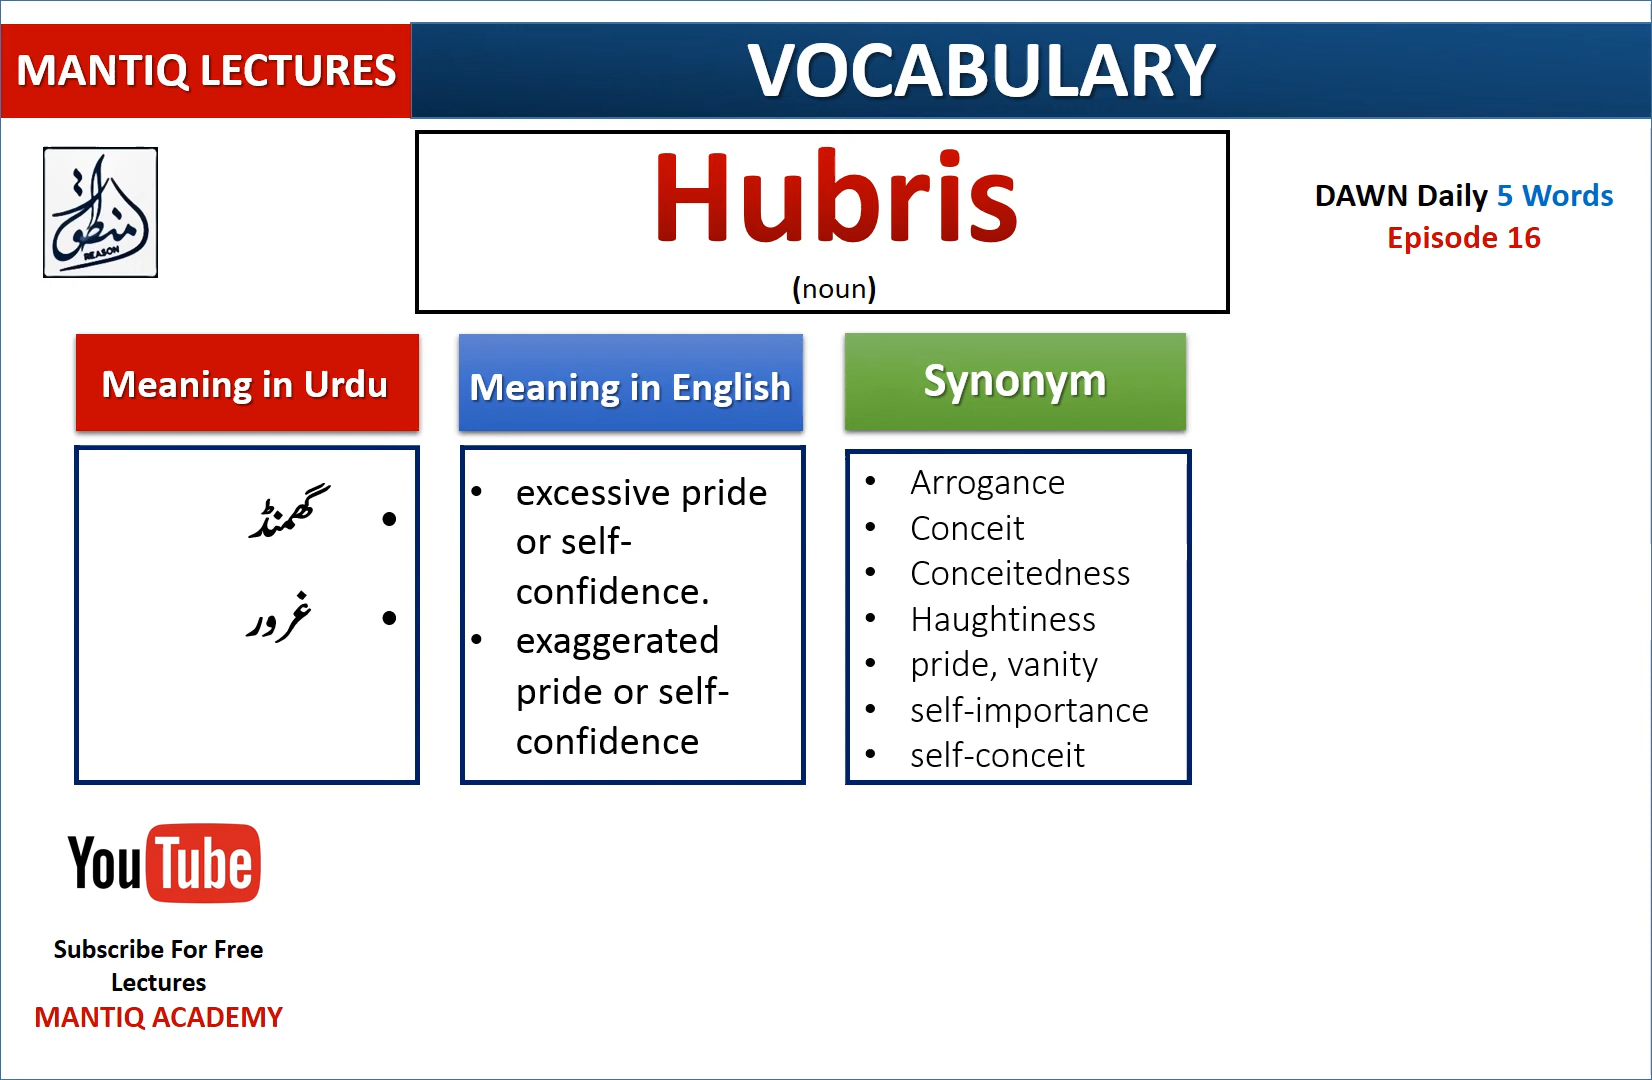 MANTIQ LECTURES
VOCABULARY
منطق
REASON
Hubris
(noun)
DAWN Daily 5 Words
Episode 16
Meaning in Urdu
• گھمنڈ
• غرور
Meaning in English
• excessive pride
or self-
confidence.
• exaggerated
pride or self-
confidence
Synonym
• Arrogance
• Conceit
• Conceitedness
• Haughtiness
• pride, vanity
• self-importance
• self-conceit
YouTube
Subscribe For Free
Lectures
MANTIQ ACADEMY